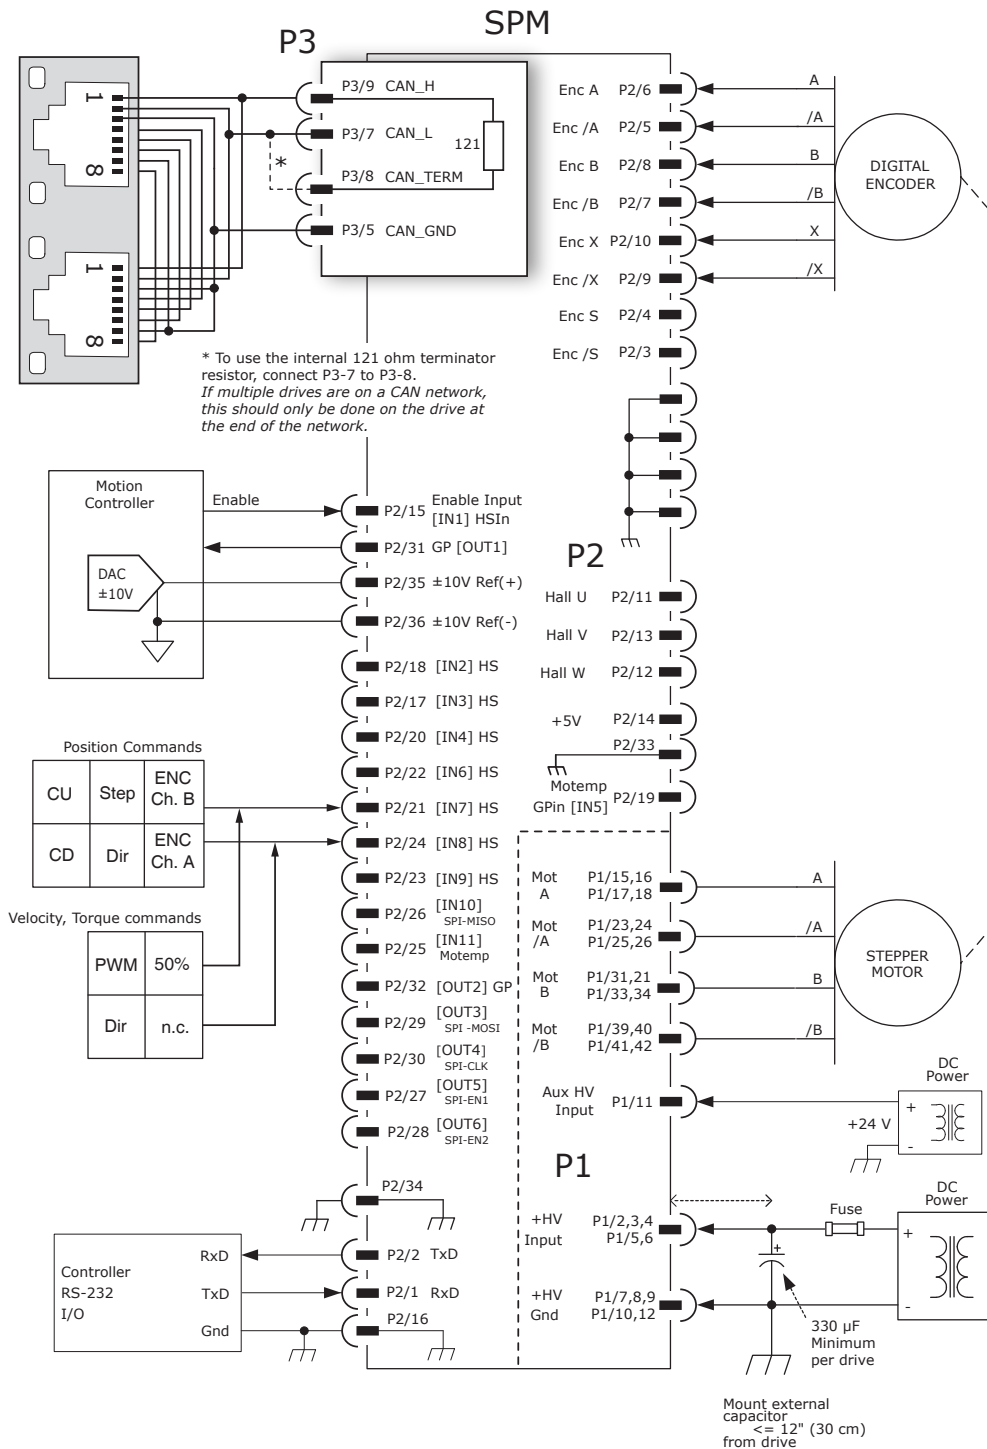 SPM
P3
1
8
1
8
P3/9 CAN_H
P3/7 CAN_L
121
*
P3/8 CAN_TERM
P3/5 CAN_GND
* To use the internal 121 ohm terminator
resistor, connect P3-7 to P3-8.
If multiple drives are on a CAN network,
this should only be done on the drive at
the end of the network.
Enc A P2/6
A
Enc /A P2/5
/A
Enc B P2/8
B
Enc /B P2/7
/B
Enc X P2/10
X
Enc /X P2/9
/X
Enc S P2/4
Enc /S P2/3
DIGITAL
ENCODER
Motion
Controller
Enable
DAC
±10V
P2/15 Enable Input
[IN1] HSIn
P2/31 GP [OUT1]
P2/35 ±10V Ref(+)
P2/36 ±10V Ref(-)
P2/18 [IN2] HS
P2/17 [IN3] HS
P2/20 [IN4] HS
P2/22 [IN6] HS
P2/21 [IN7] HS
P2/24 [IN8] HS
P2/23 [IN9] HS
P2/26 [IN10]
SPI-MISO
P2/25 [IN11]
Motemp
P2/32 [OUT2] GP
P2/29 [OUT3]
SPI -MOSI
P2/30 [OUT4]
SPI-CLK
P2/27 [OUT5]
SPI-EN1
P2/28 [OUT6]
SPI-EN2
P2/34
P2
Hall U P2/11
Hall V P2/13
Hall W P2/12
+5V P2/14
P2/33
Motemp
GPin [IN5] P2/19
Position Commands
CU Step ENC
Ch. B
CD Dir ENC
Ch. A
Velocity, Torque commands
PWM 50%
Dir n.c.
Mot
A
P1/15,16
P1/17,18
A
Mot
/A
P1/23,24
P1/25,26
/A
Mot
B
P1/31,21
P1/33,34
B
Mot
/B
P1/39,40
P1/41,42
/B
STEPPER
MOTOR
Aux HV
Input
P1/11
DC
Power
+
+24 V
-
P1
+HV
Input
P1/2,3,4
P1/5,6
Fuse
DC
Power
+
+
-
+HV
Gnd
P1/7,8,9
P1/10,12
330 µF
Minimum
per drive
Mount external
capacitor
<= 12" (30 cm)
from drive
Controller
RS-232
I/O
RxD
P2/2 TxD
TxD
P2/1 RxD
Gnd
P2/16